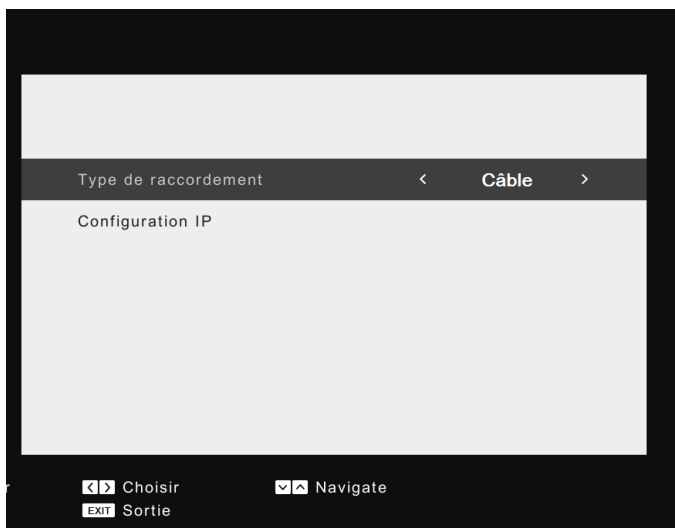 Type de raccordement < Câble >
Configuration IP
r < > Choisir Navigate
EXIT Sortie